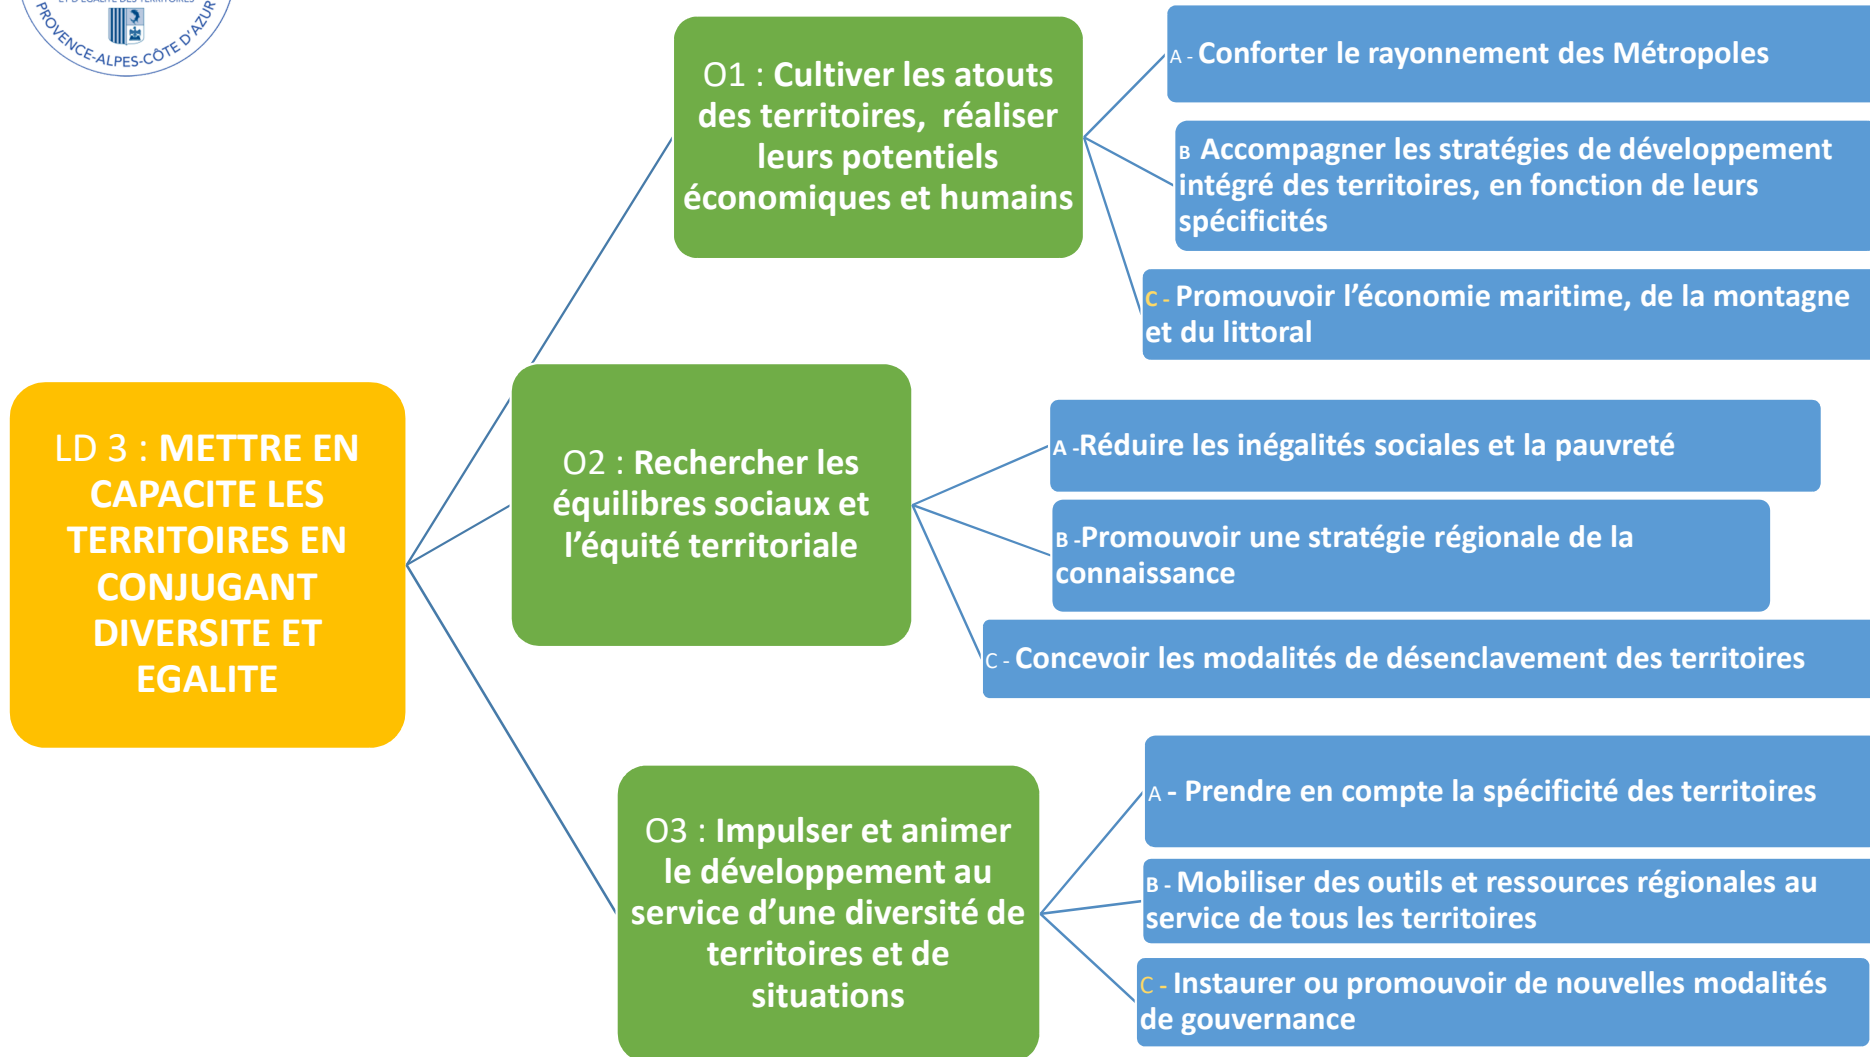 ET D'EGALITE DES TERRITOIRES
PROVENCE-ALPES-CÔTE D'AZUR
LD 3 : METTRE EN
CAPACITE LES
TERRITOIRES EN
CONJUGANT
DIVERSITE ET
EGALITE
O1 : Cultiver les atouts
des territoires, réaliser
leurs potentiels
économiques et humains
A - Conforter le rayonnement des Métropoles
B Accompagner les stratégies de développement
intégré des territoires, en fonction de leurs
spécificités
C - Promouvoir l’économie maritime, de la montagne
et du littoral
O2 : Rechercher les
équilibres sociaux et
l’équité territoriale
A -Réduire les inégalités sociales et la pauvreté
B -Promouvoir une stratégie régionale de la
connaissance
C - Concevoir les modalités de désenclavement des territoires
O3 : Impulser et animer
le développement au
service d’une diversité de
territoires et de
situations
A - Prendre en compte la spécificité des territoires
B - Mobiliser des outils et ressources régionales au
service de tous les territoires
C - Instaurer ou promouvoir de nouvelles modalités
de gouvernance